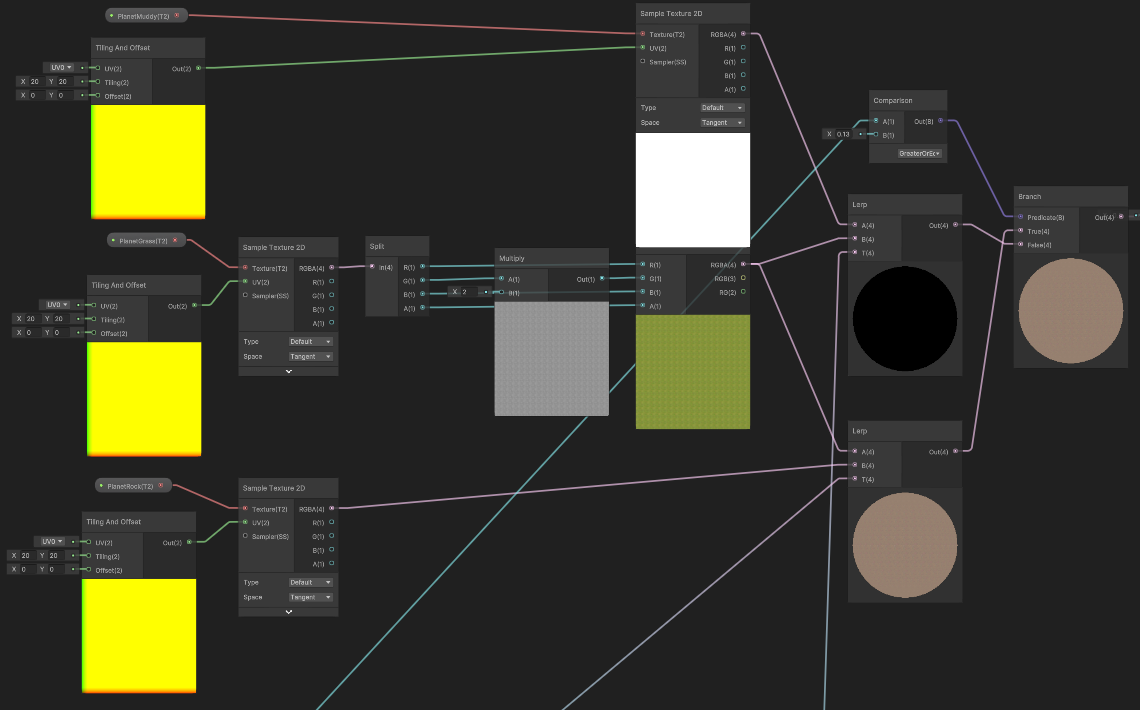 PlanetMuddy(T2)
Tiling And Offset
UV0
UV(2)
Out(2)
X 20 Y 20
Tiling(2)
X 0 Y 0
Offset(2)
Sample Texture 2D
Texture(T2)
RGBA(4)
UV(2)
R(1)
Sampler(SS)
G(1)
B(1)
A(1)
Type
Default
Space
Tangent
Comparison
A(1)
Out(B)
X 0.13
B(1)
GreaterOrEq
PlanetGrass(T2)
Tiling And Offset
UV0
UV(2)
Out(2)
X 20 Y 20
Tiling(2)
X 0 Y 0
Offset(2)
Sample Texture 2D
Texture(T2)
RGBA(4)
UV(2)
R(1)
Sampler(SS)
G(1)
B(1)
A(1)
Type
Default
Space
Tangent
Split
In(4)
R(1)
G(1)
B(1)
A(1)
Multiply
A(1)
Out(1)
X 2
B(1)
R(1)
RGBA(4)
G(1)
RGB(3)
B(1)
RG(2)
A(1)
Lerp
A(4)
Out(4)
B(4)
T(4)
Branch
Predicate(B)
Out(4)
True(4)
False(4)
PlanetRock(T2)
Tiling And Offset
UV0
UV(2)
Out(2)
X 20 Y 20
Tiling(2)
X 0 Y 0
Offset(2)
Sample Texture 2D
Texture(T2)
RGBA(4)
UV(2)
R(1)
Sampler(SS)
G(1)
B(1)
A(1)
Type
Default
Space
Tangent
Lerp
A(4)
Out(4)
B(4)
T(4)